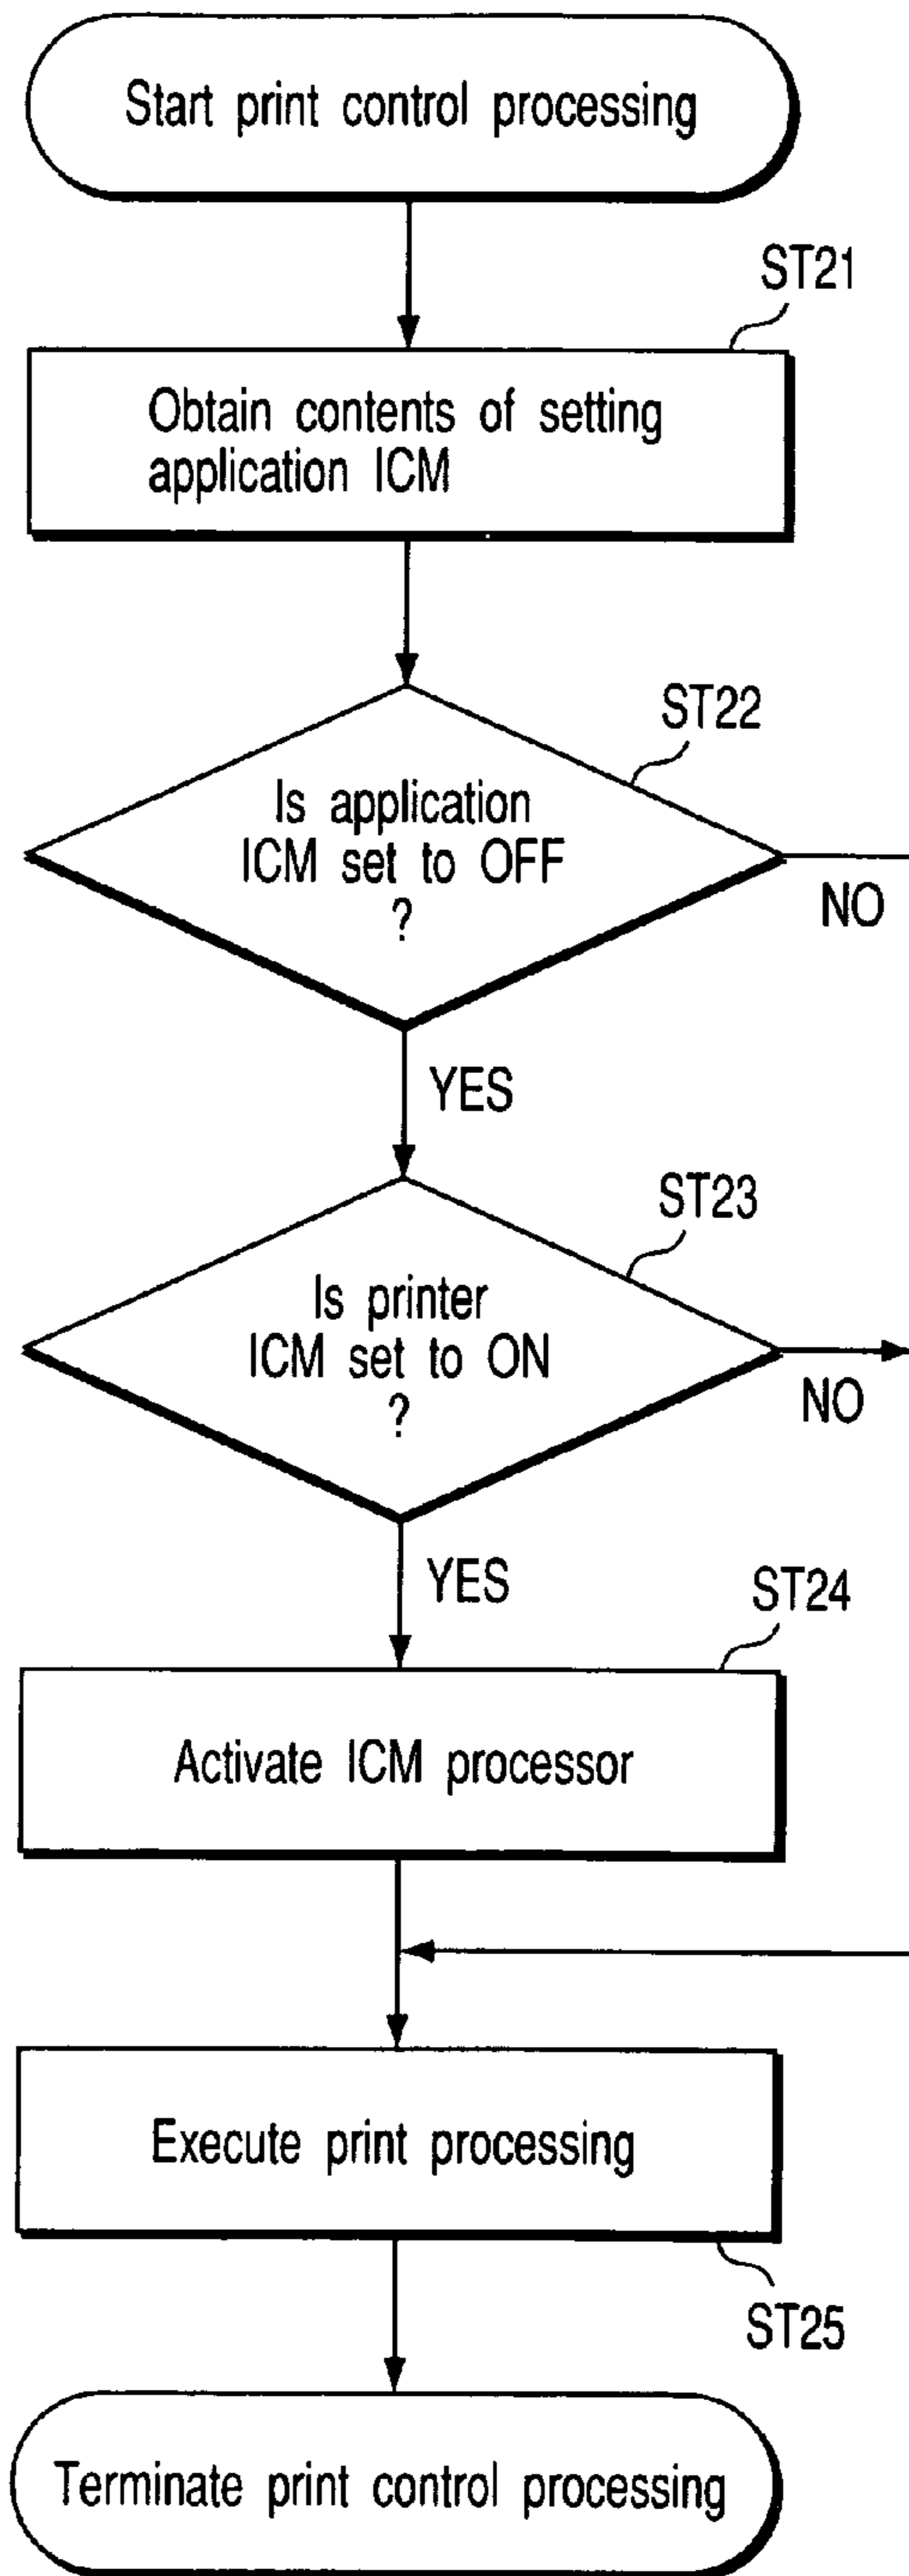 Start print control processing
ST21
Obtain contents of setting
application ICM
ST22
Is application
ICM set to OFF
?
NO
YES
ST23
Is printer
ICM set to ON
?
NO
YES
ST24
Activate ICM processor
Execute print processing
ST25
Terminate print control processing